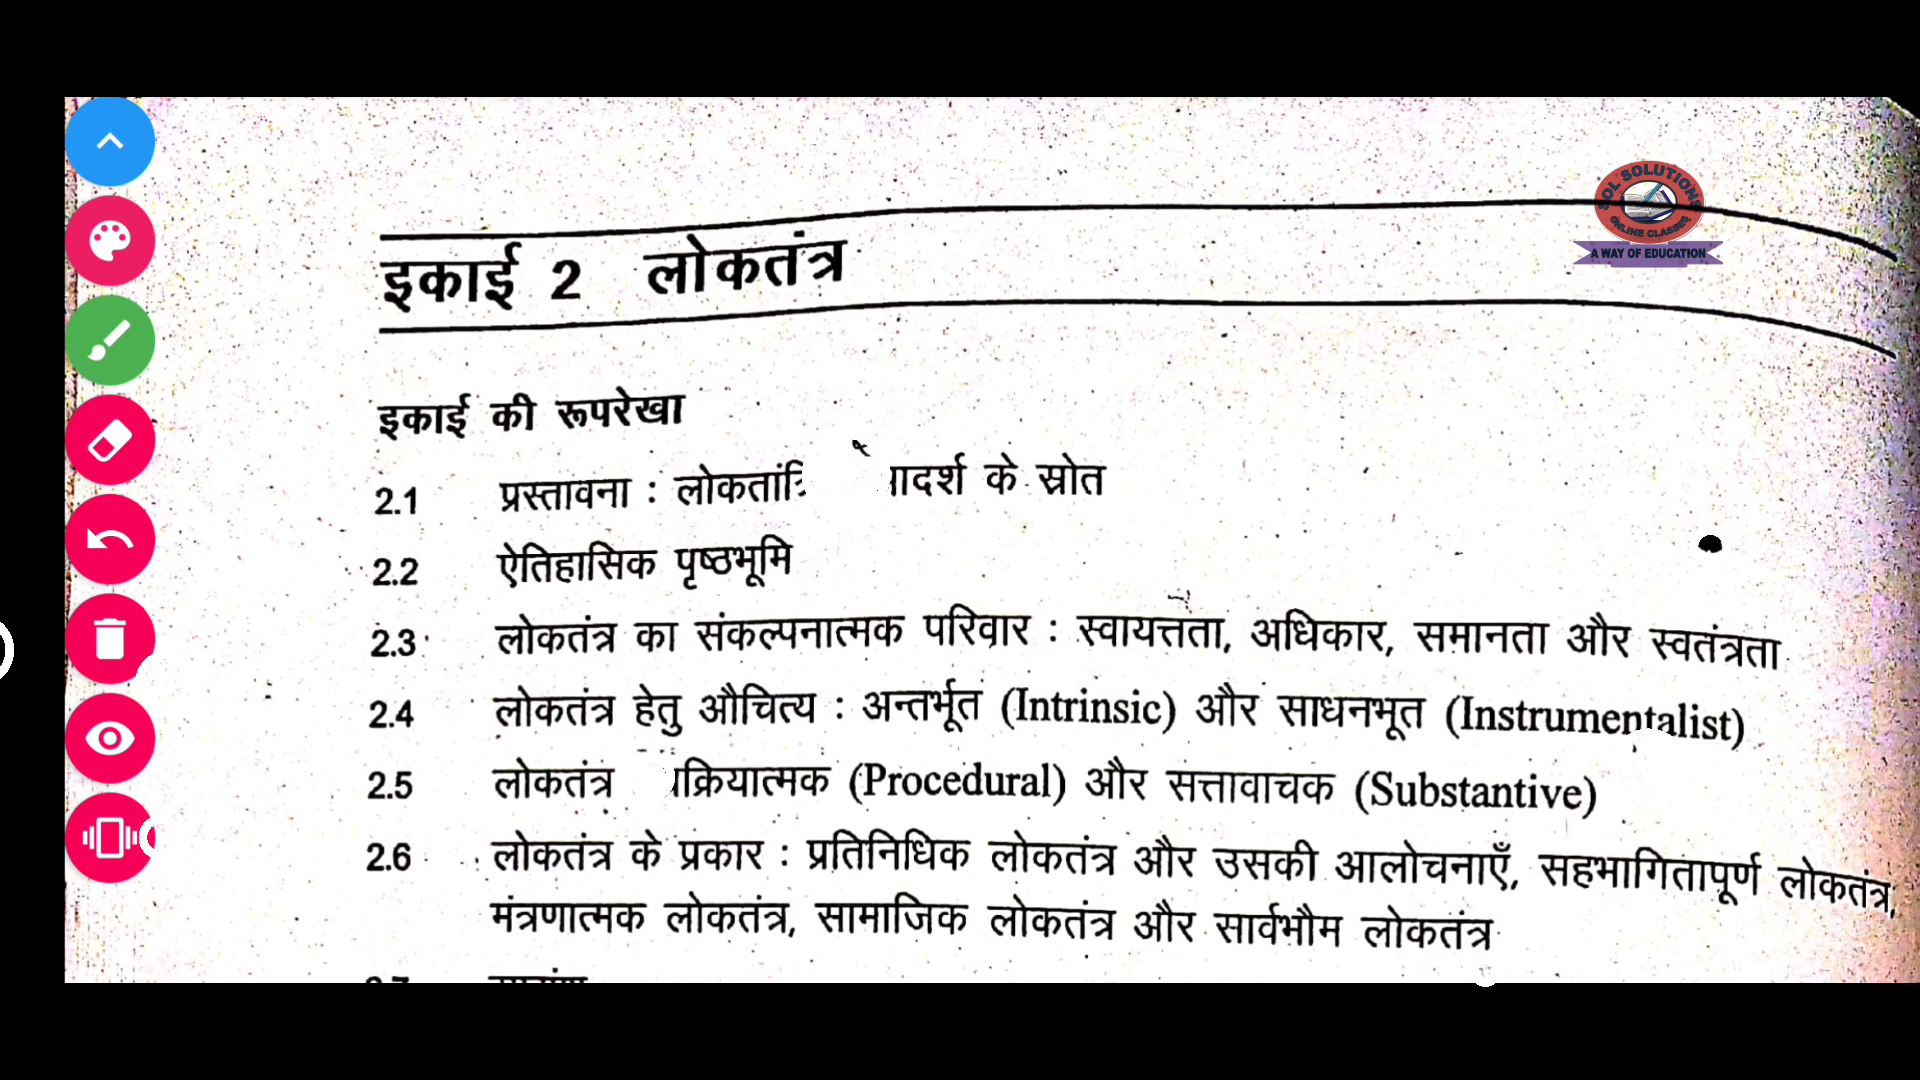 SOL SOLUTIONS
ONLINE CLASSES
A WAY OF EDUCATION
इकाई 2 लोकतंत्र
इकाई की रूपरेखा
2.1 प्रस्तावना : के स्रोत
2.2 ऐतिहासिक पृष्ठभूमि
2.3 लोकतंत्र का संकल्पनात्मक परिवार : स्वायत्तता, अधिकार, समानता और स्वतंत्रता
2.4 लोकतंत्र हेतु औचित्य : अन्तर्भूत (Intrinsic) और साधनभूत (Instrumentalist)
2.5 लोकतंत्र (Procedural) और सत्तावाचक (Substantive)
2.6 लोकतंत्र के प्रकार : प्रतिनिधिक लोकतंत्र और उसकी आलोचनाएँ, सहभागितापूर्ण लोकतंत्र,
मंत्रणात्मक लोकतंत्र, सामाजिक लोकतंत्र और सार्वभौम लोकतंत्र